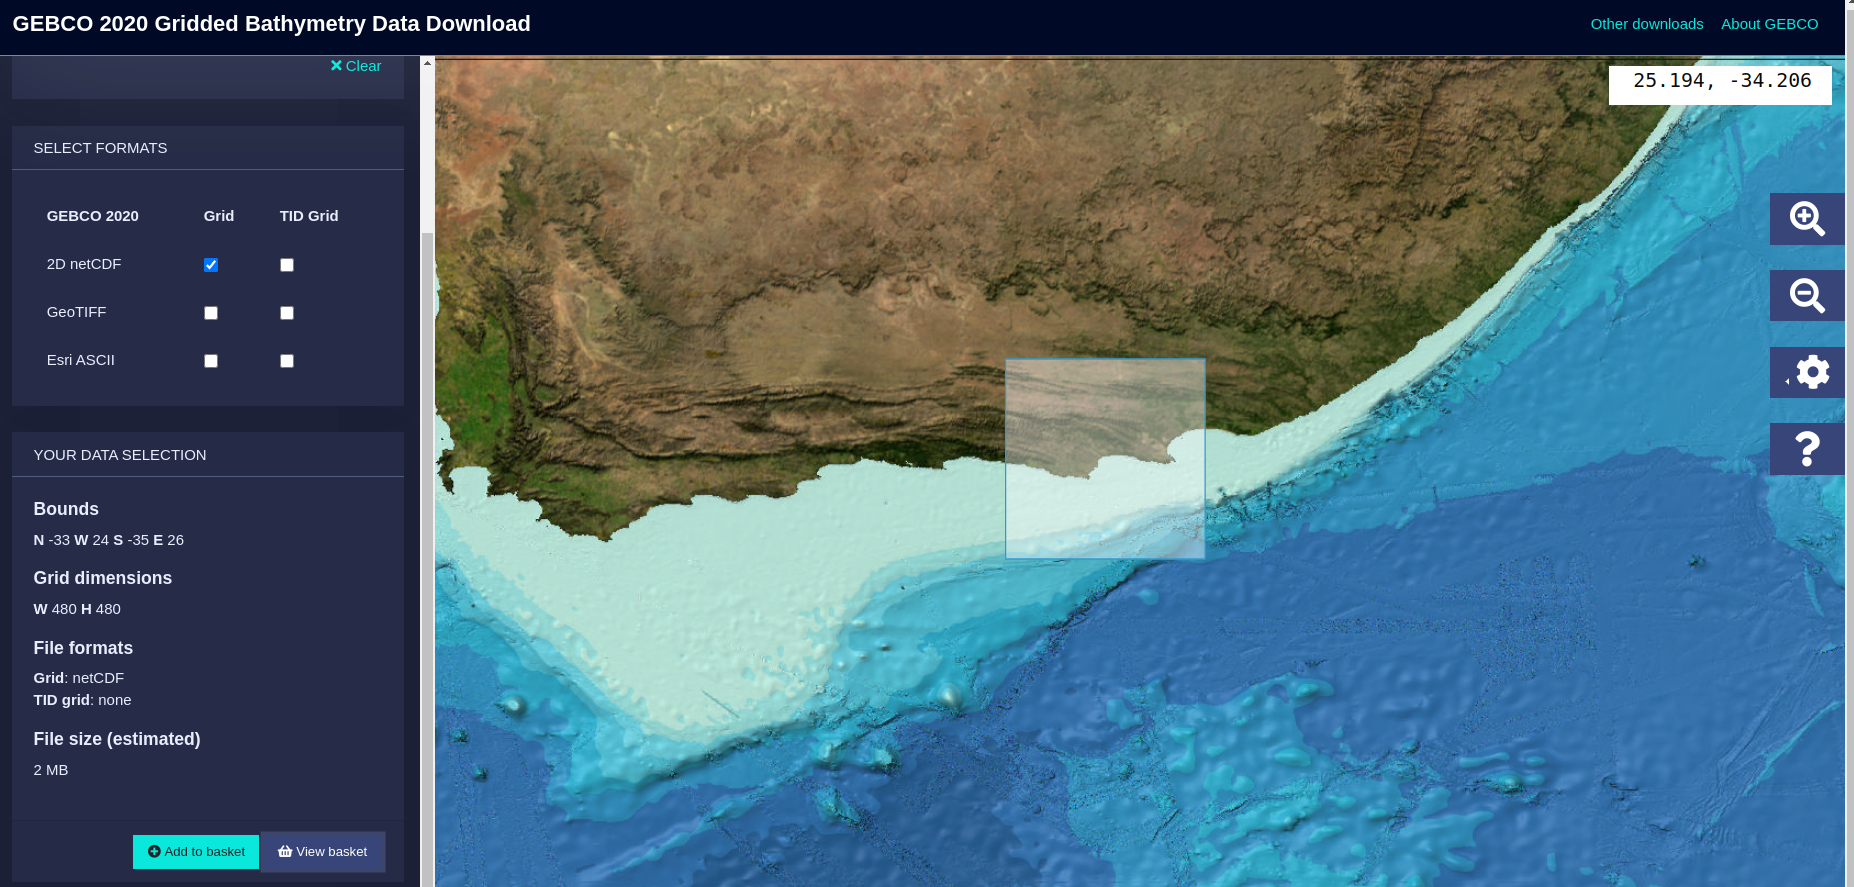 GEBCO 2020 Gridded Bathymetry Data Download
Other downloads About GEBCO
Clear
25.194, -34.206
SELECT FORMATS
GEBCO 2020 Grid TID Grid
2D netCDF
GeoTIFF
Esri ASCII
YOUR DATA SELECTION
Bounds
N -33 W 24 S -35 E 26
Grid dimensions
W 480 H 480
File formats
Grid: netCDF
TID grid: none
File size (estimated)
2 MB
Add to basket View basket